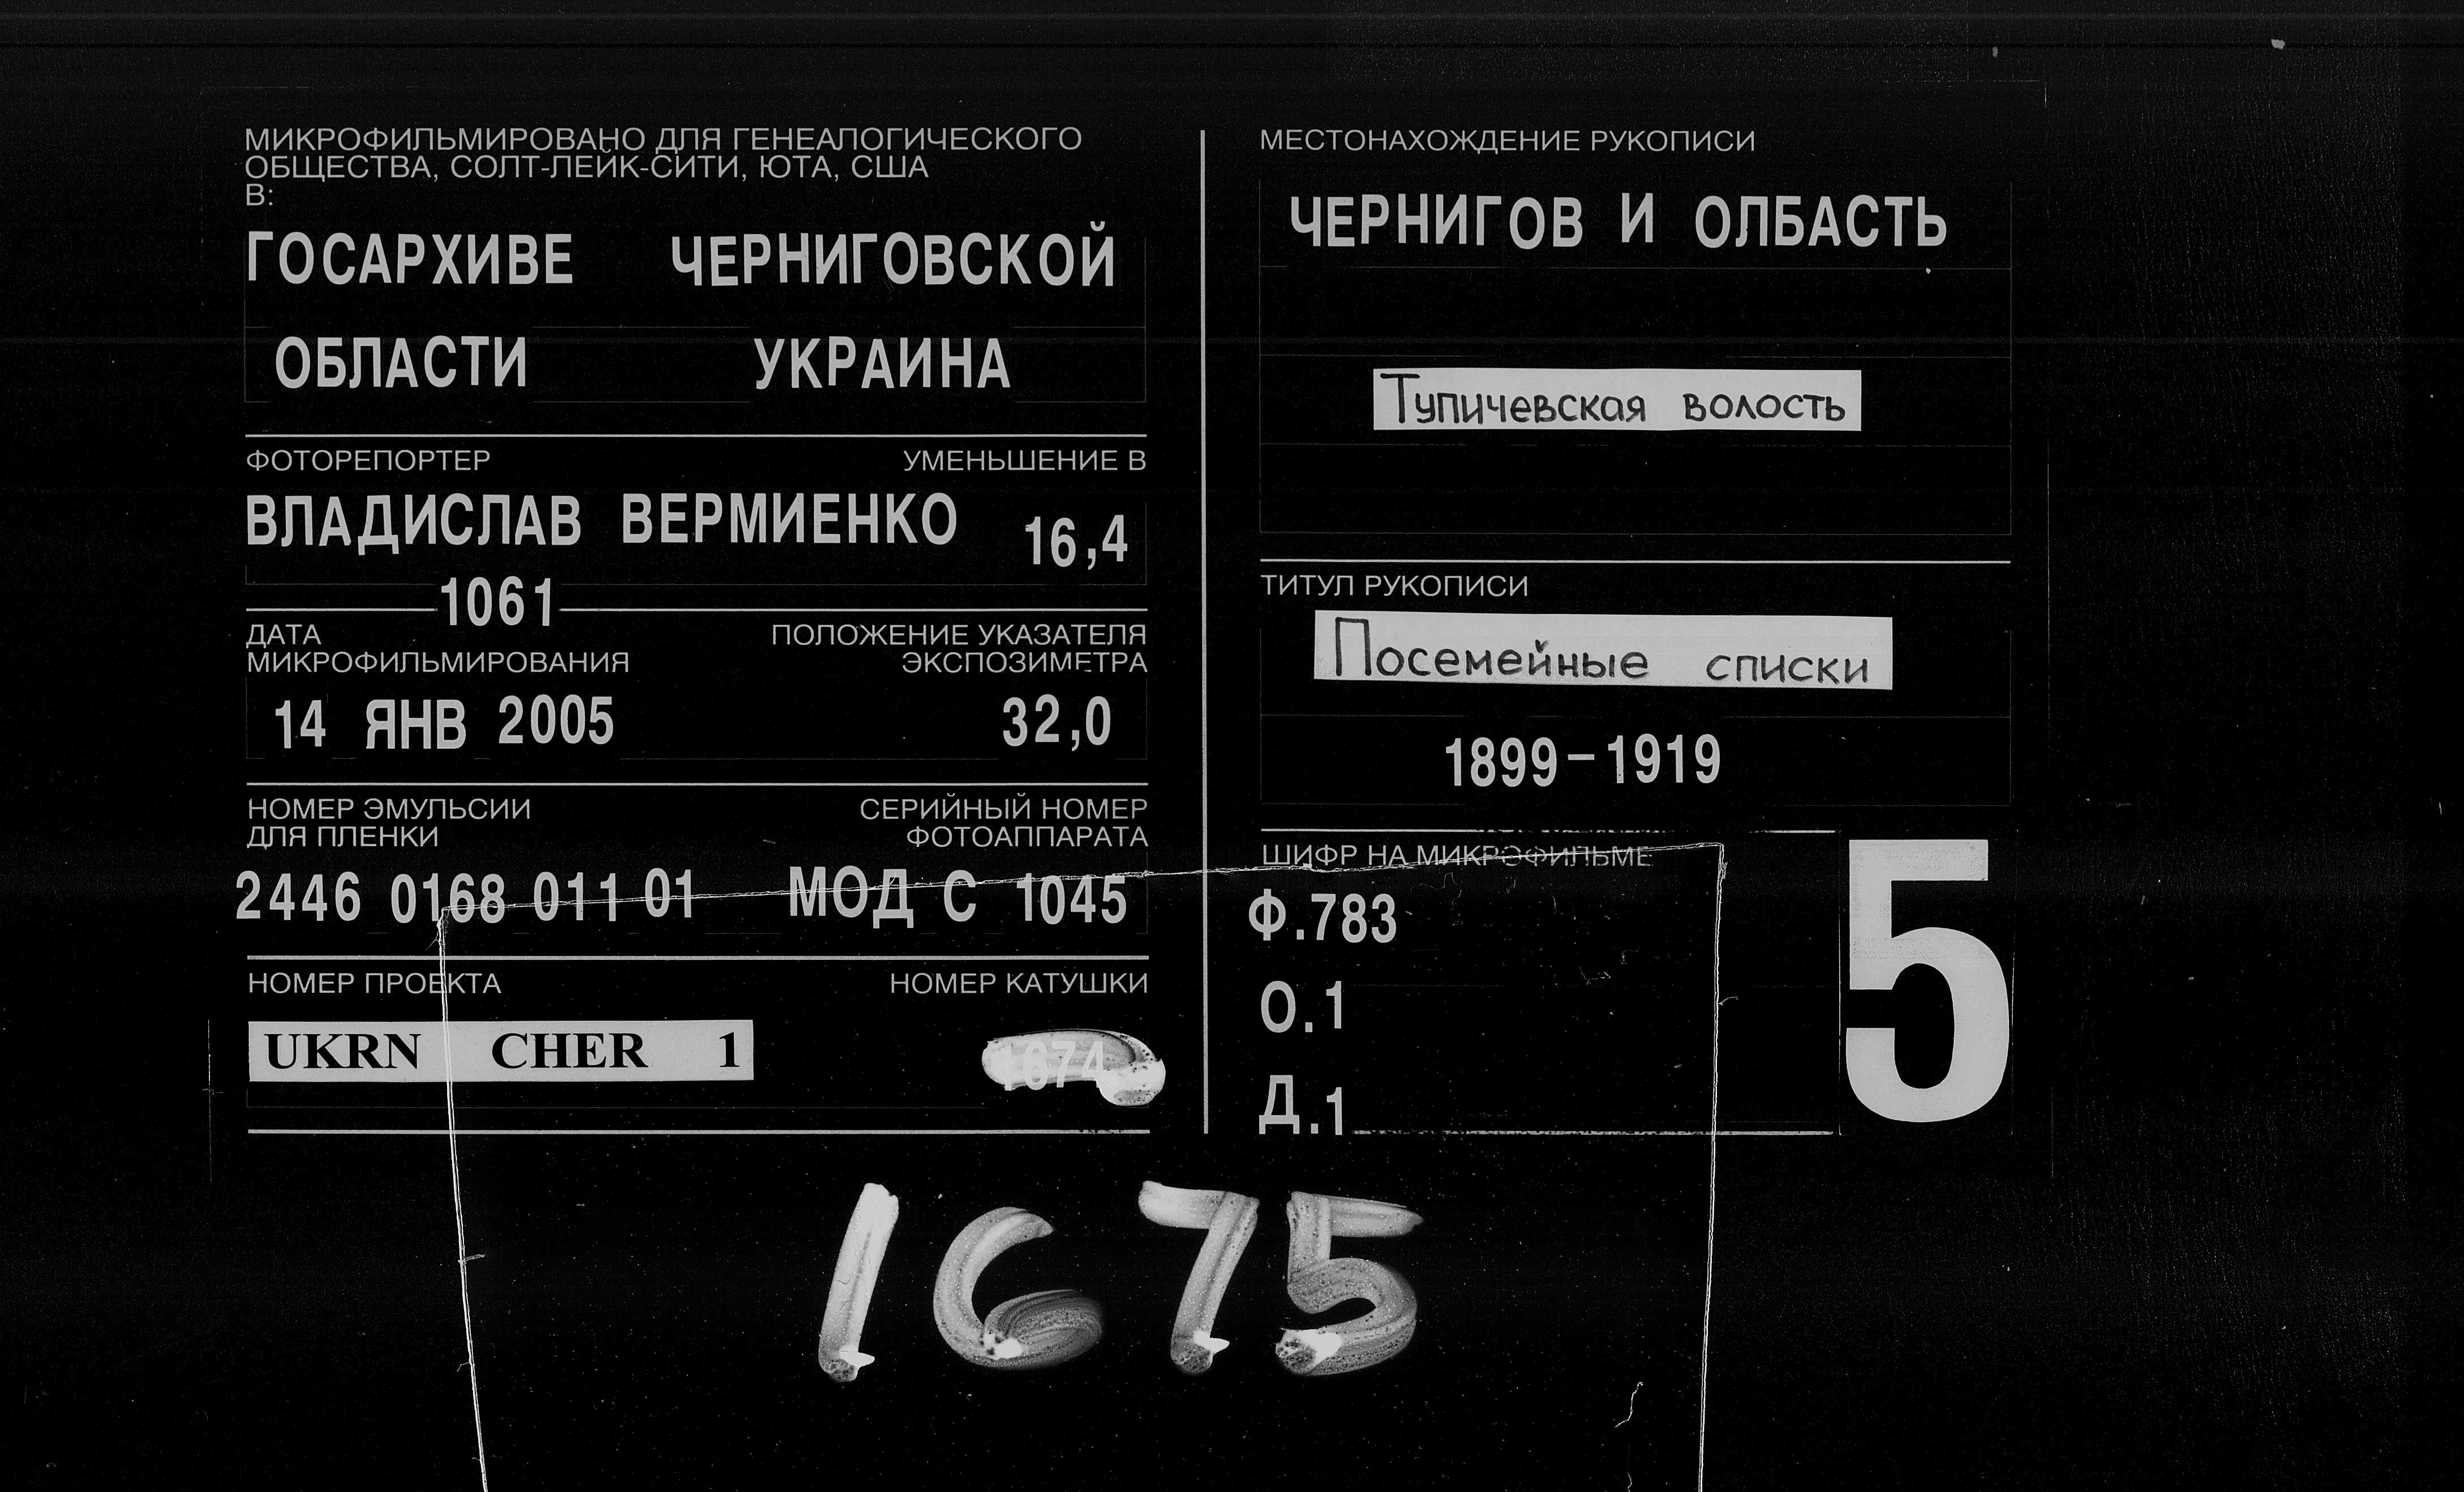 МИКРОФИЛЬМИРОВАНО ДЛЯ ГЕНЕАЛОГИЧЕСКОГО
ОБЩЕСТВА, СОЛТ-ЛЕЙК-СИТИ, ЮТА, США
В:
ГОСАРХИВЕ ЧЕРНИГОВСКОЙ
ОБЛАСТИ УКРАИНА
ФОТОРЕПОРТЕР УМЕНЬШЕНИЕ В
ВЛАДИСЛАВ ВЕРМИЕНКО 16,4
1061
ДАТА ПОЛОЖЕНИЕ УКАЗАТЕЛЯ
МИКРОФИЛЬМИРОВАНИЯ ЭКСПОЗИМЕТРА
14 ЯНВ 2005 32,0
НОМЕР ЭМУЛЬСИИ СЕРИЙНЫЙ НОМЕР
ДЛЯ ПЛЕНКИ ФОТОАППАРАТА
2446 0168 011 01 МОД С 1045
НОМЕР ПРОЕКТА НОМЕР КАТУШКИ
UKRN CHER 1 1674
МЕСТОНАХОЖДЕНИЕ РУКОПИСИ
ЧЕРНИГОВ И ОЛБАСТЬ
Тупичевская волость
ТИТУЛ РУКОПИСИ
Посемейные списки
1899-1919
ШИФР НА МИКРОФИЛЬМЕ
Ф.783
О.1
Д.1
5
1675